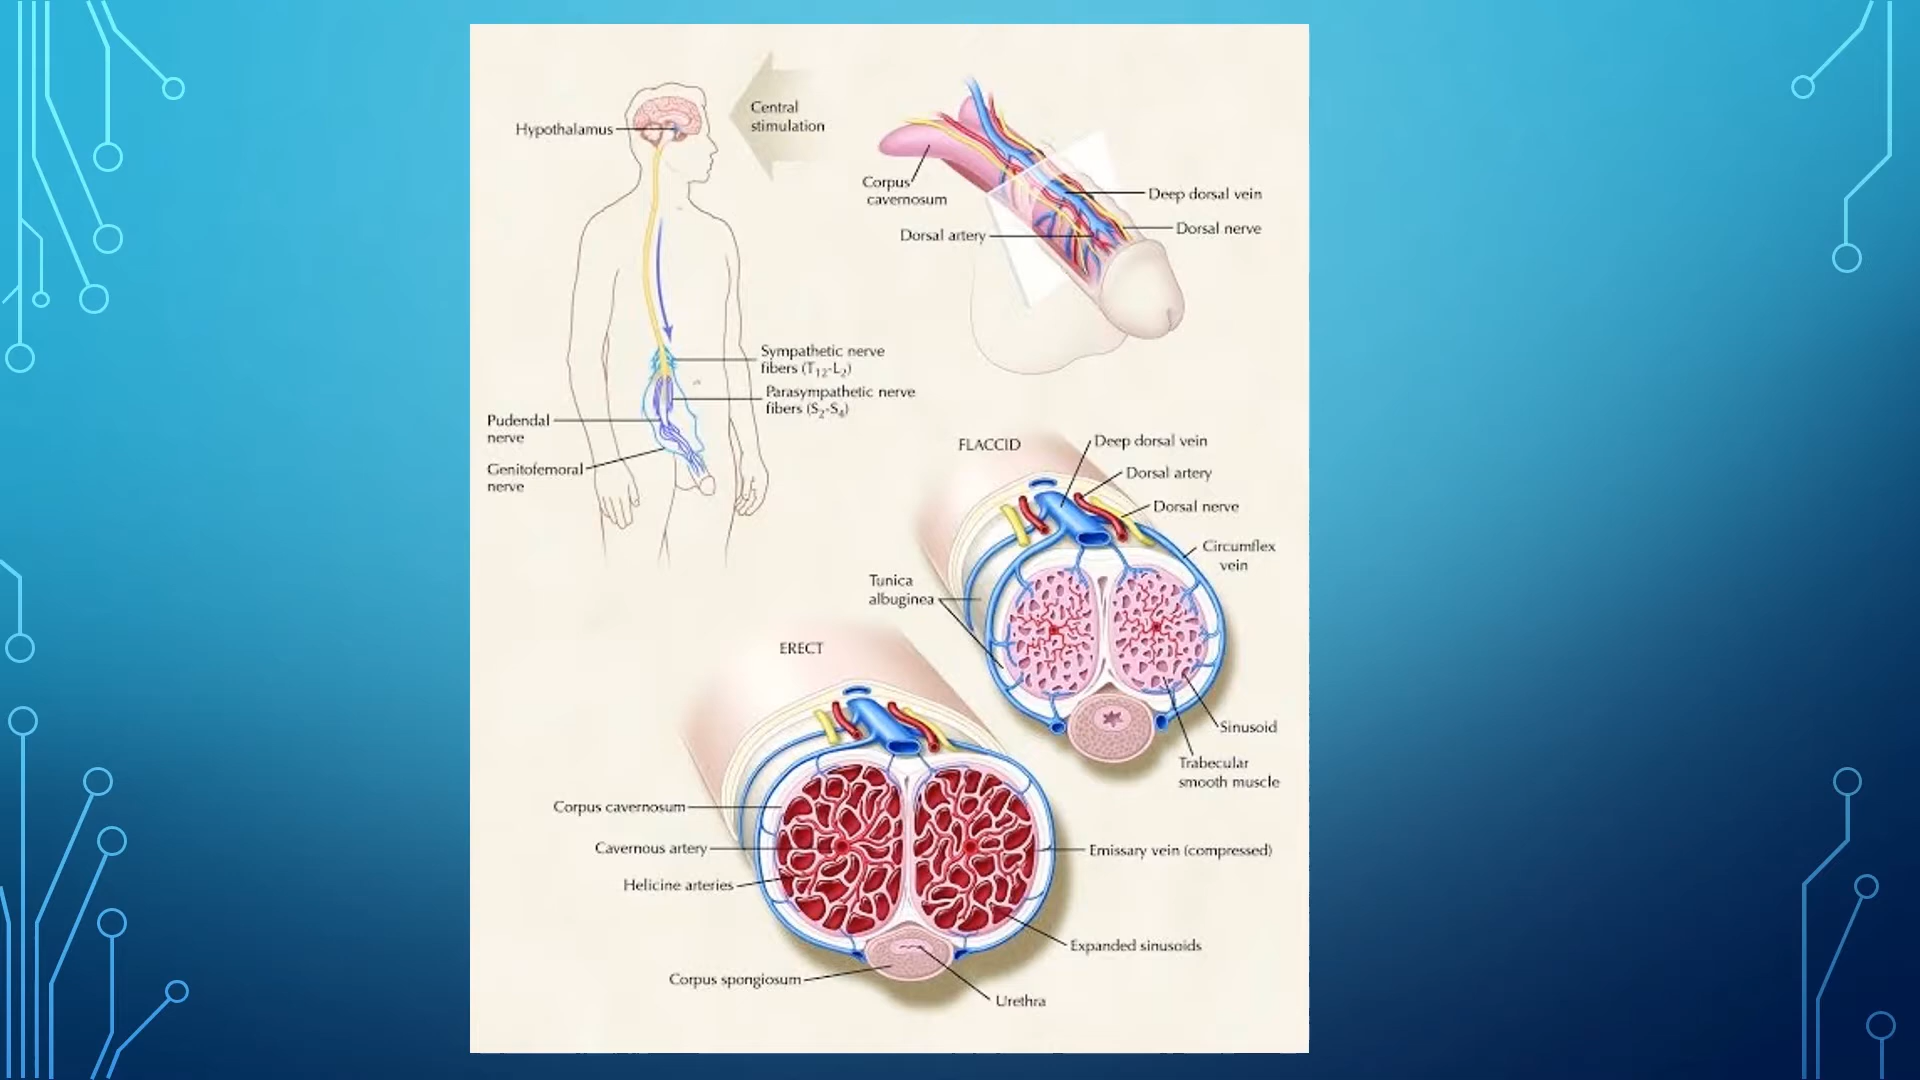 Central
stimulation
Hypothalamus
Corpus
cavernosum
Deep dorsal vein
Dorsal nerve
Dorsal artery
Sympathetic nerve
fibers (T12-L2)
Parasympathetic nerve
fibers (S2-S4)
Pudendal
nerve
Genitofemoral
nerve
FLACCID
Deep dorsal vein
Dorsal artery
Dorsal nerve
Circumflex
vein
Tunica
albuginea
Sinusoid
Trabecular
smooth muscle
ERECT
Corpus cavernosum
Cavernous artery
Helicine arteries
Emissary vein (compressed)
Expanded sinusoids
Corpus spongiosum
Urethra